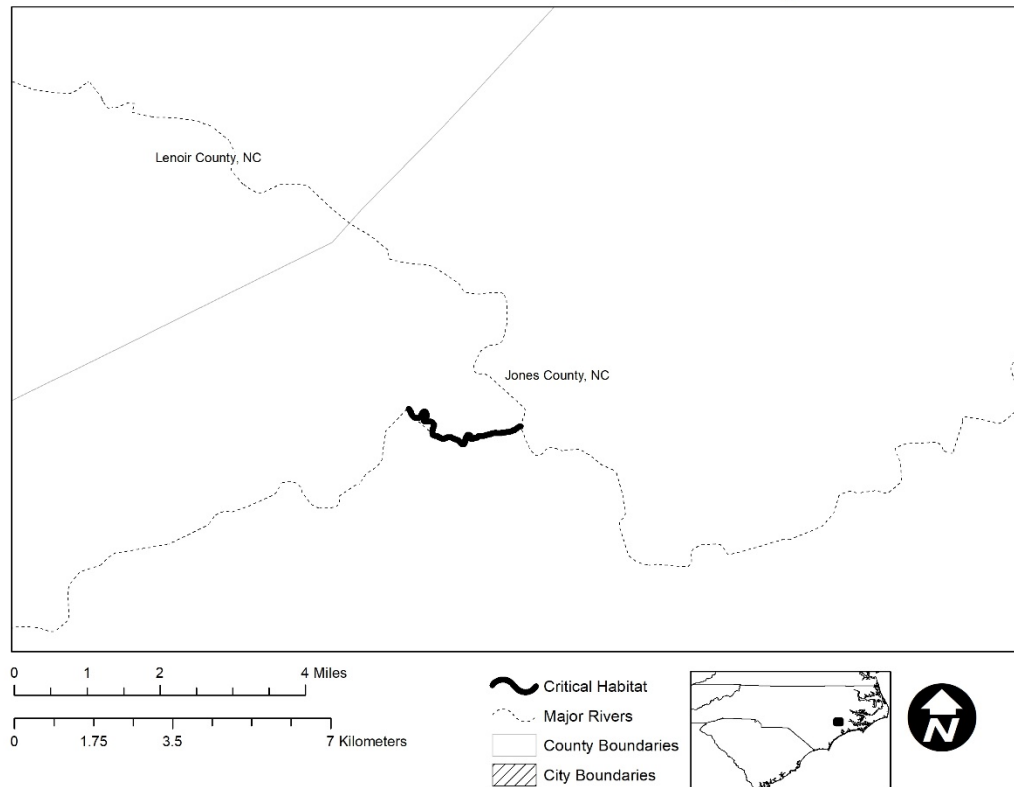 Lenoir County, NC
Jones County, NC
0 1 2 4 Miles
0 1.75 3.5 7 Kilometers
Critical Habitat
Major Rivers
County Boundaries
City Boundaries
N